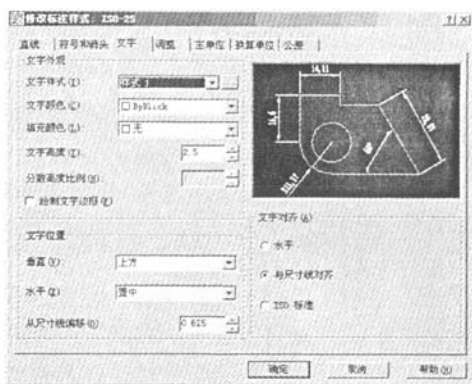 修改标注样式: ISO-25
直线 符号和箭头 文字 调整 主单位 换算单位 公差
文字外观
文字样式(Y): 样式 1
文字颜色(C): ByBlock
填充颜色(L): 无
文字高度(T): 2.5
分数高度比例(H):
绘制文字边框(F)
文字位置
垂直(V): 上方
水平(Z): 置中
从尺寸线偏移(O): 0.625
14,11
文字对齐(A)
水平
与尺寸线对齐
ISO 标准
确定 取消 帮助(H)